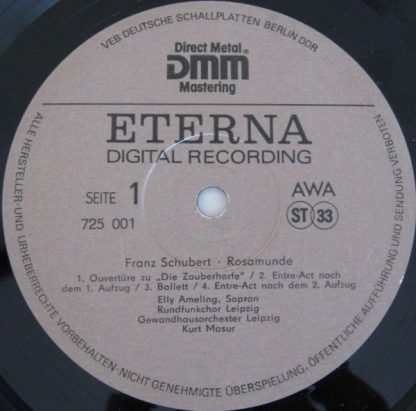 VEB DEUTSCHE SCHALLPLATTEN BERLIN DDR
Direct Metal
DMM®
Mastering
ETERNA
DIGITAL RECORDING
SEITE 1
725 001
AWA
ST 33
Franz Schubert · Rosamunde
1. Ouvertüre zu „Die Zauberharfe" / 2. Entre-Act nach
dem 1. Aufzug / 3. Ballett / 4. Entre-Act nach dem 2. Aufzug
Elly Ameling, Sopran
Rundfunkchor Leipzig
Gewandhausorchester Leipzig
Kurt Masur
ALLE HERSTELLER- UND URHEBERRECHTE VORBEHALTEN · NICHT GENEHMIGTE ÜBERSPIELUNG, ÖFFENTLICHE AUFFÜHRUNG UND SENDUNG VERBOTEN